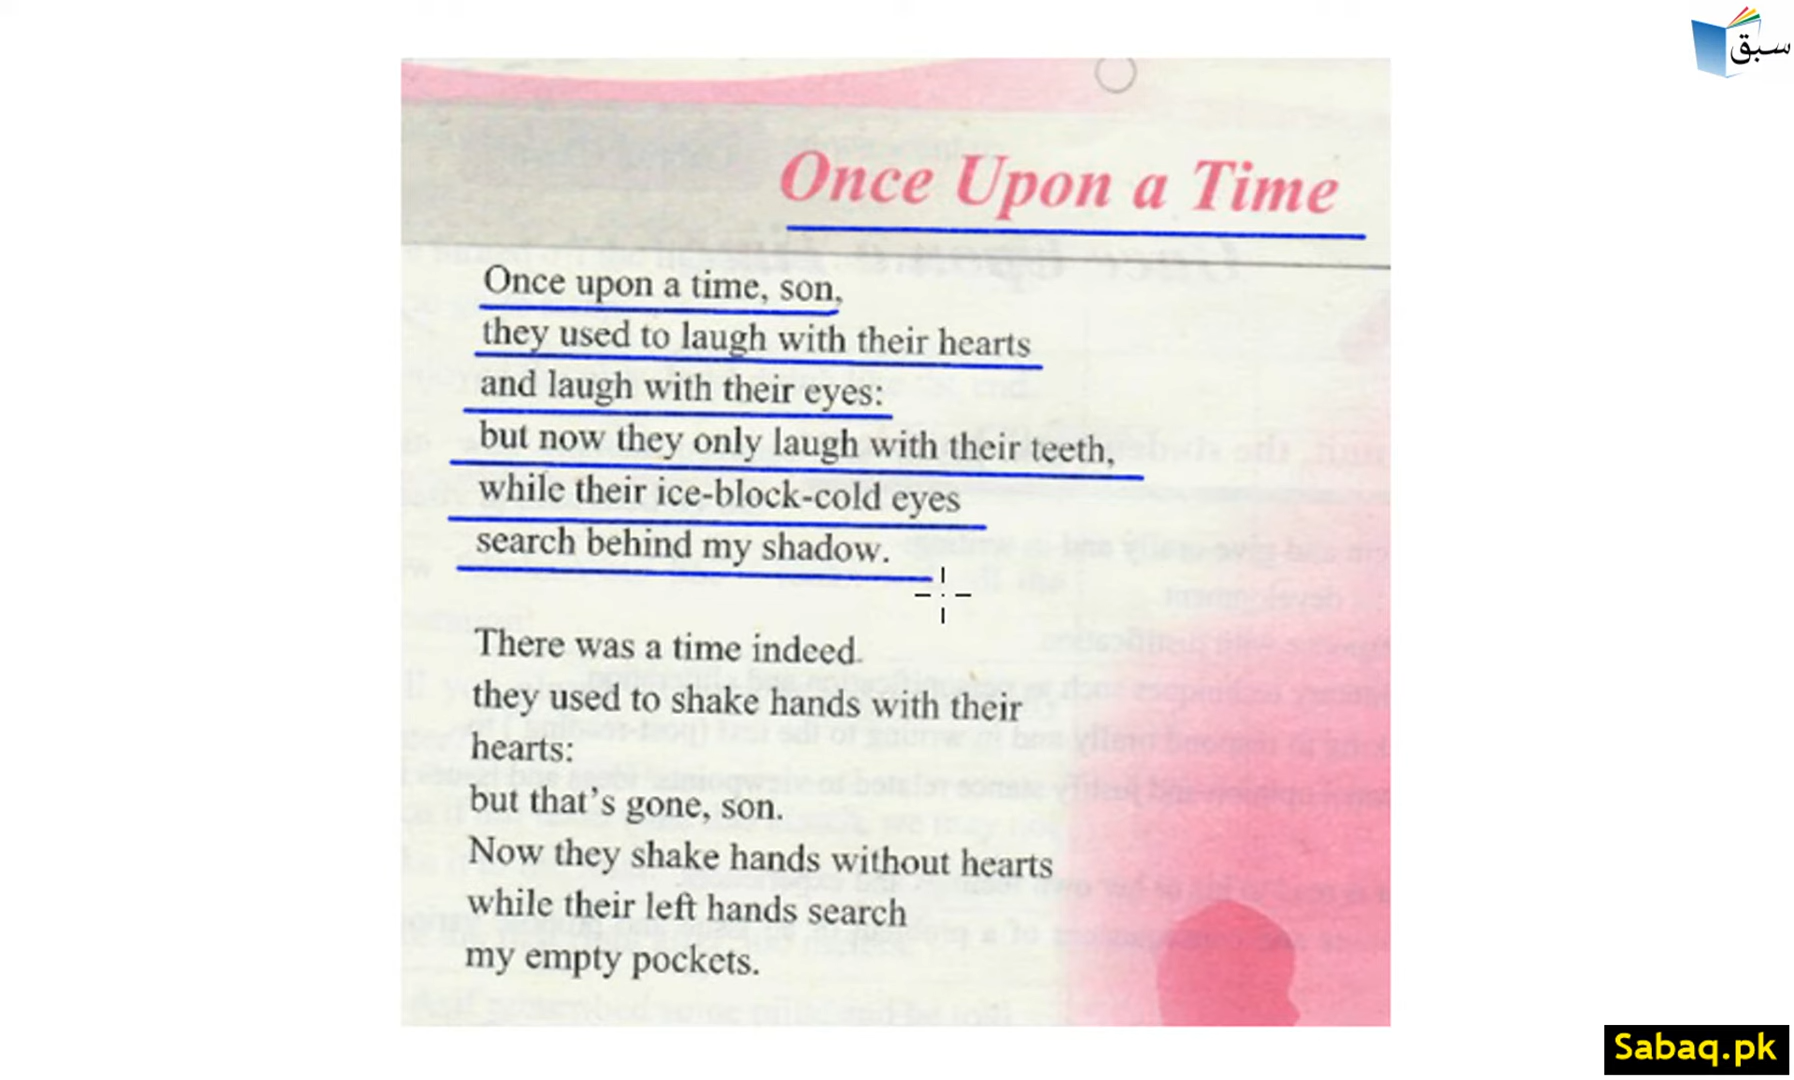 سبق
Once Upon a Time
Once upon a time, son,
they used to laugh with their hearts
and laugh with their eyes:
but now they only laugh with their teeth,
while their ice-block-cold eyes
search behind my shadow.
There was a time indeed.
they used to shake hands with their
hearts:
but that's gone, son.
Now they shake hands without hearts
while their left hands search
my empty pockets.
Sabaq.pk